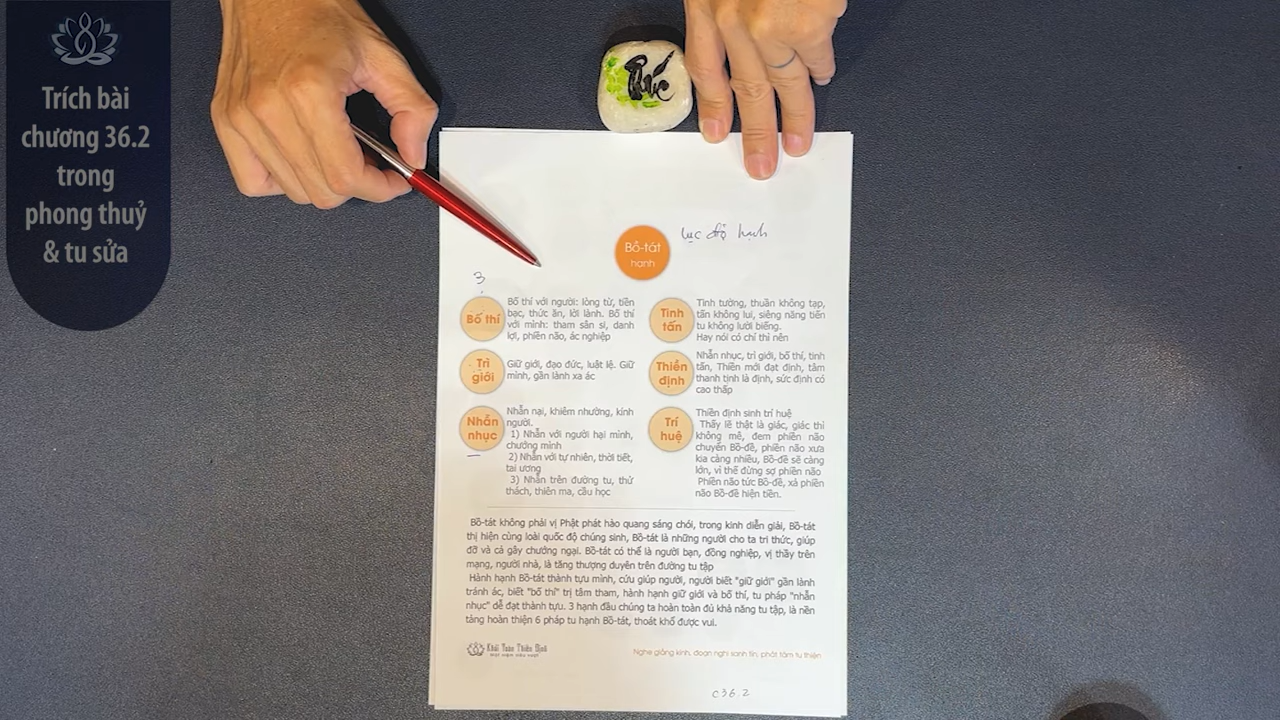 Trích bài
chương 36.2
trong
phong thuỷ
& tu sửa
Bồ-tát
hạnh
lục độ hạnh
3
Bố thí
Bố thí với người: lòng từ, tiền
bạc, thức ăn, lời lành. Bố thí
với mình: tham sân si, danh
lợi, phiền não, ác nghiệp
Trì
giới
Giữ giới, đạo đức, luật lệ. Giữ
mình, gần lành xa ác
Nhẫn
nhục
Nhẫn nại, khiêm nhường, kính
người.
1) Nhẫn với người hại mình,
chướng mình
2) Nhẫn với tự nhiên, thời tiết,
tai ương
3) Nhẫn trên đường tu, thử
thách, thiên ma, cầu học
Tinh
tấn
Tinh tường, thuần không tạp,
tấn không lui, siêng năng tiến
tu không lười biếng.
Hay nói có chí thì nên
Thiền
định
Nhẫn nhục, trì giới, bố thí, tinh
tấn, Thiền mới đạt định, tâm
thanh tịnh là định, sức định có
cao thấp
Trí
huệ
Thiền định sinh trí huệ
Thấy lẽ thật là giác, giác thì
không mê, đem phiền não
chuyển Bồ-đề, phiền não xưa
kia càng nhiều, Bồ-đề sẽ càng
lớn, vì thế đừng sợ phiền não
Phiền não tức Bồ-đề, xả phiền
não Bồ-đề hiện tiền.
Bồ-tát không phải vị Phật phát hào quang sáng chói, trong kinh diễn giải, Bồ-tát
thị hiện cùng loài quốc độ chúng sinh, Bồ-tát là những người cho ta tri thức, giúp
đỡ và cả gây chướng ngại. Bồ-tát có thể là người bạn, đồng nghiệp, vị thầy trên
mạng, người nhà, là tăng thượng duyên trên đường tu tập
Hành hạnh Bồ-tát thành tựu mình, cứu giúp người, người biết "giữ giới" gần lành
tránh ác, biết "bố thí" trị tâm tham, hành hạnh giữ giới và bố thí, tu pháp "nhẫn
nhục" dễ đạt thành tựu. 3 hạnh đầu chúng ta hoàn toàn đủ khả năng tu tập, là nền
tảng hoàn thiện 6 pháp tu hạnh Bồ-tát, thoát khổ được vui.
Nghe giảng kinh, đoạn nghi sanh tín, phát tâm tu thiện
c36.2